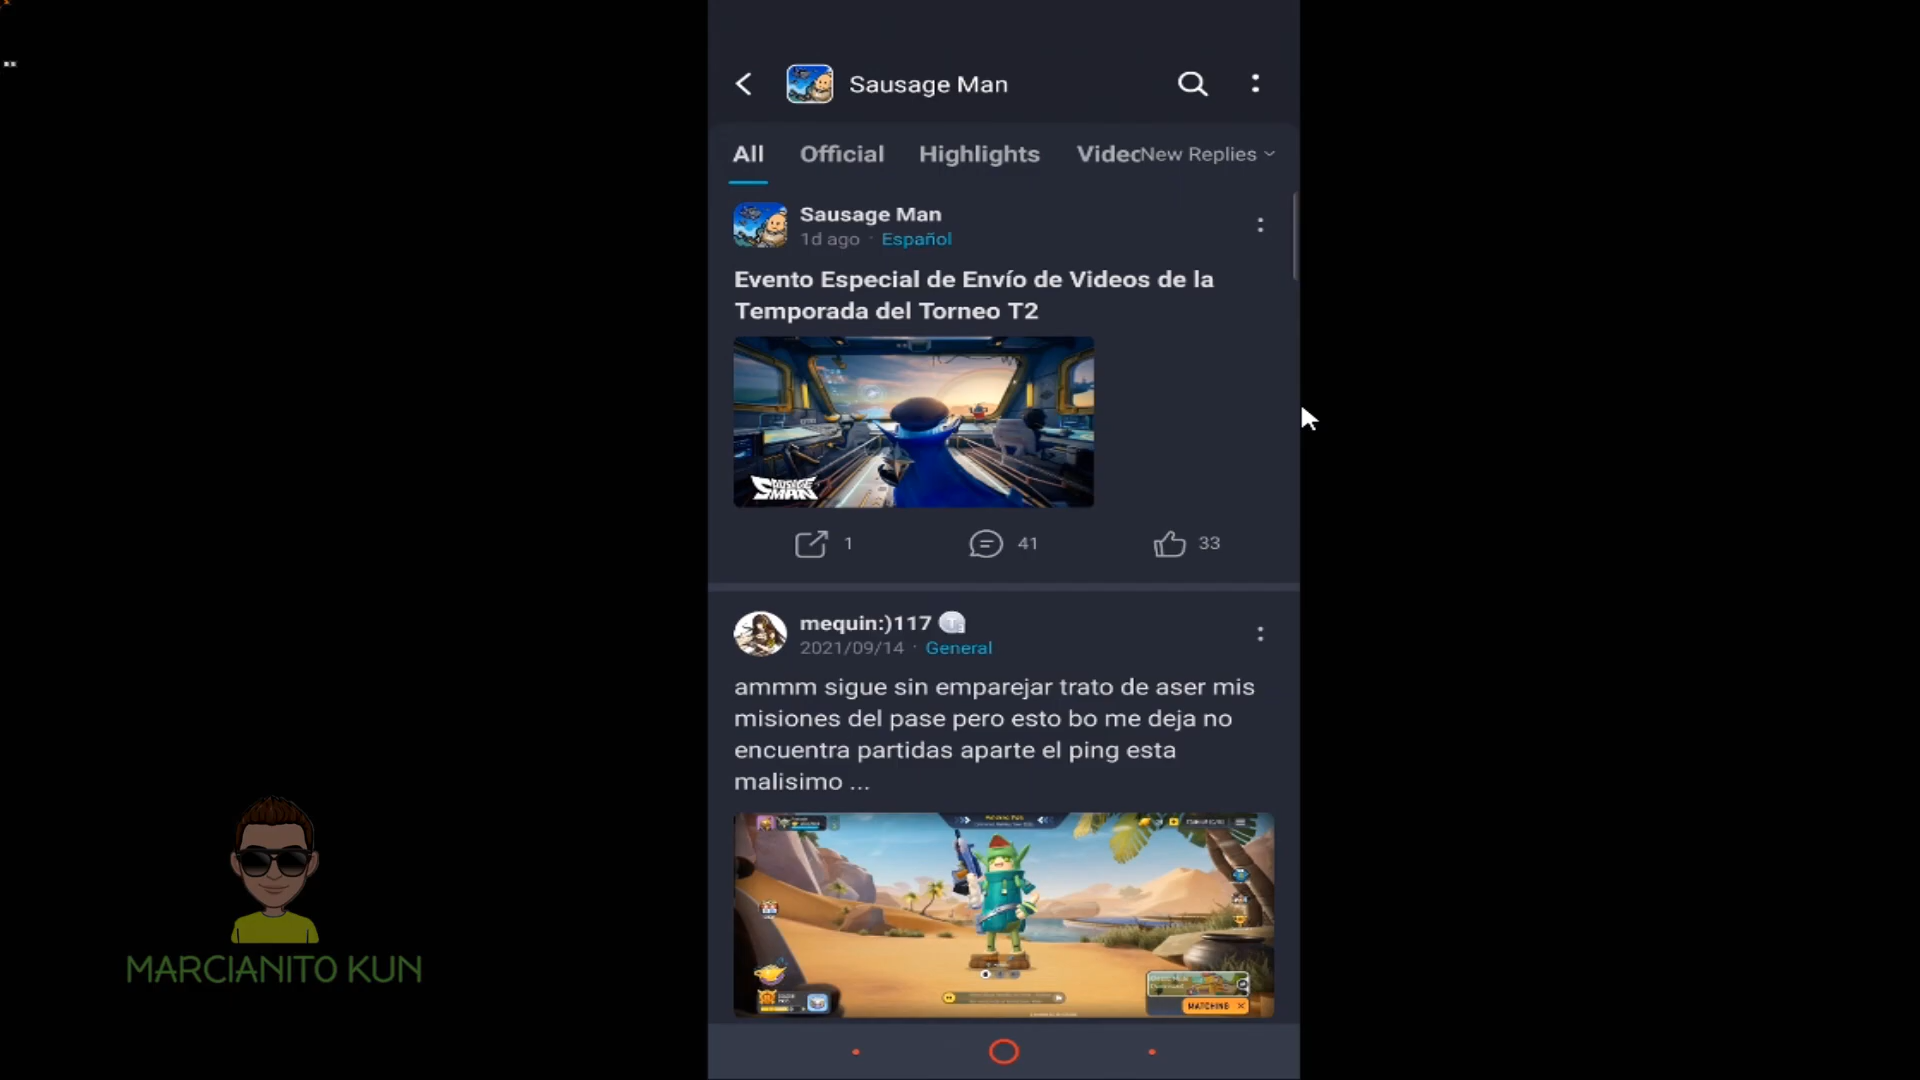 Sausage Man
All Official Highlights Videc New Replies
Sausage Man
1d ago · Español
Evento Especial de Envío de Videos de la
Temporada del Torneo T2
SAUSAGE
MAN
1 41 33
mequin:)117
2021/09/14 · General
ammm sigue sin emparejar trato de aser mis
misiones del pase pero esto bo me deja no
encuentra partidas aparte el ping esta
malisimo ...
MATCHING
MARCIANITO KUN